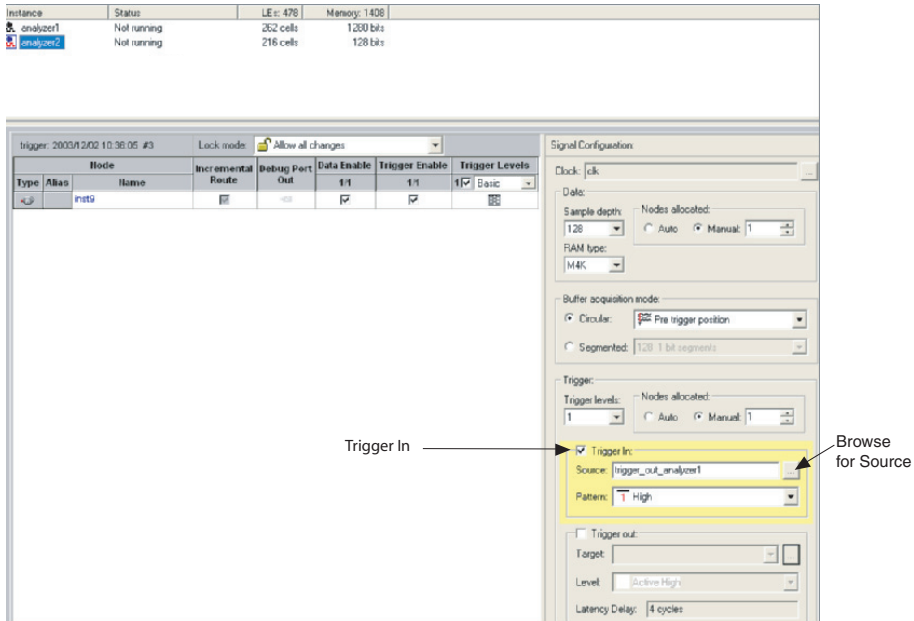 Instance Status LEs: 478 Memory: 1408
analyzer1 Not running 262 cells 1280 bits
analyzer2 Not running 216 cells 128 bits
trigger: 2003/12/02 10:36:05 #3 Lock mode: Allow all changes
Node Incremental Route Debug Port Out Data Enable Trigger Enable Trigger Levels
Type Alias Name 1/1 1/1 1 Basic
inst9
Signal Configuration:
Clock: clk ...
Data:
Sample depth: Nodes allocated:
128 Auto Manual: 1
RAM type:
M4K
Buffer acquisition mode:
Circular: Pre trigger position
Segmented: 128 1 bit segments
Trigger:
Trigger levels: Nodes allocated:
1 Auto Manual: 1
Trigger In
Trigger In:
Browse
for Source
Source: trigger_out_analyzer1 ...
Pattern: 1 High
Trigger out:
Target: ...
Level: Active High
Latency Delay: 4 cycles